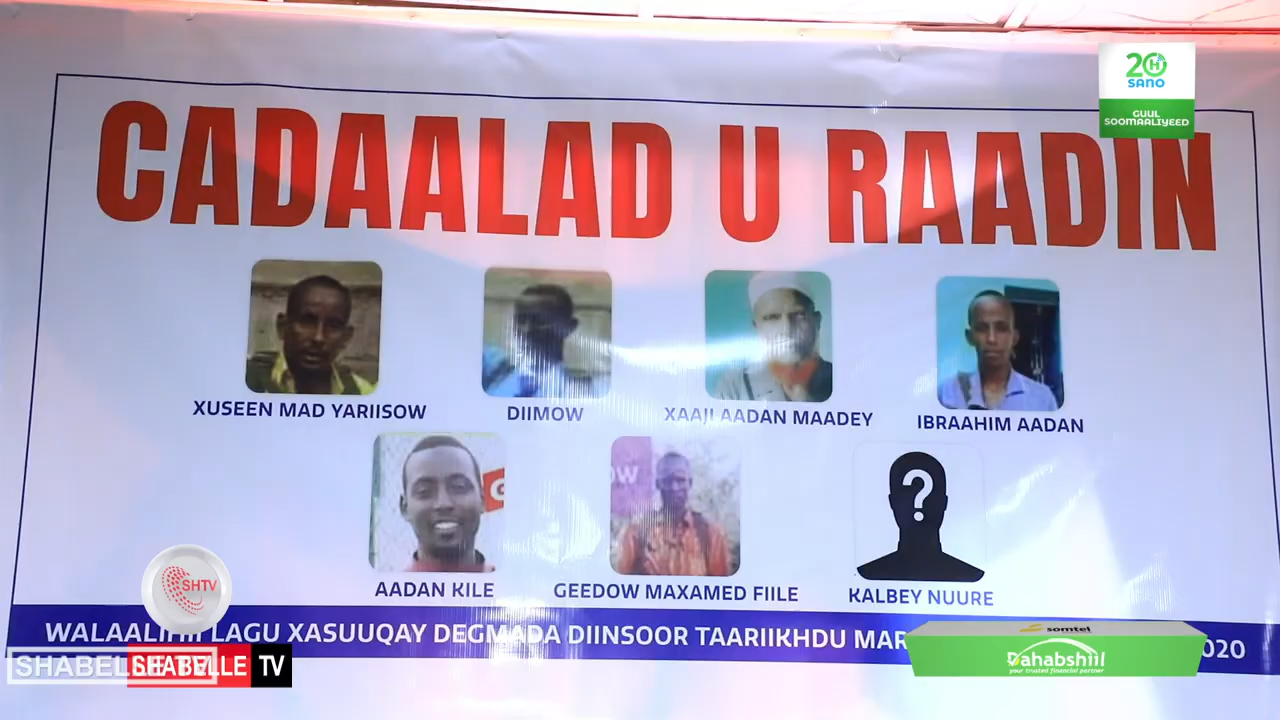 20
SANO
GUUL
SOOMAALIYEED
CADAALAD U RAADIN
XUSEEN MAD YARIISOW
DIIMOW
XAAJI AADAN MAADEY
IBRAAHIM AADAN
?
AADAN KILE
GEEDOW MAXAMED FIILE
KALBEY NUURE
SHTV
WALAALIHII LAGU XASUUQAY DEGMADA DIINSOOR TAARIIKHDU MAR 2020
SHABELLE TV
SHABELLE TV
somtel
Dahabshiil
your trusted financial partner